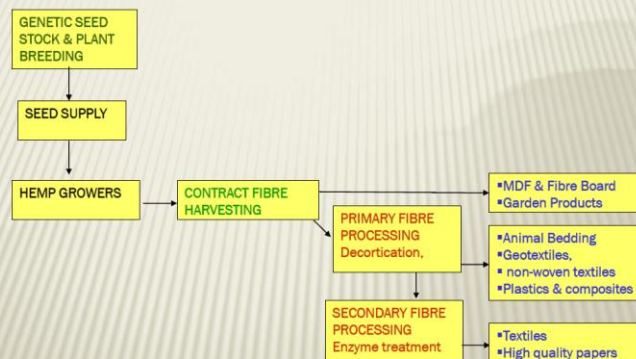 GENETIC SEED
STOCK & PLANT
BREEDING
SEED SUPPLY
HEMP GROWERS
CONTRACT FIBRE
HARVESTING
▪MDF & Fibre Board
▪Garden Products
PRIMARY FIBRE
PROCESSING
Decortication,
▪Animal Bedding
▪Geotextiles,
▪ non-woven textiles
▪Plastics & composites
SECONDARY FIBRE
PROCESSING
Enzyme treatment
▪Textiles
▪High quality papers